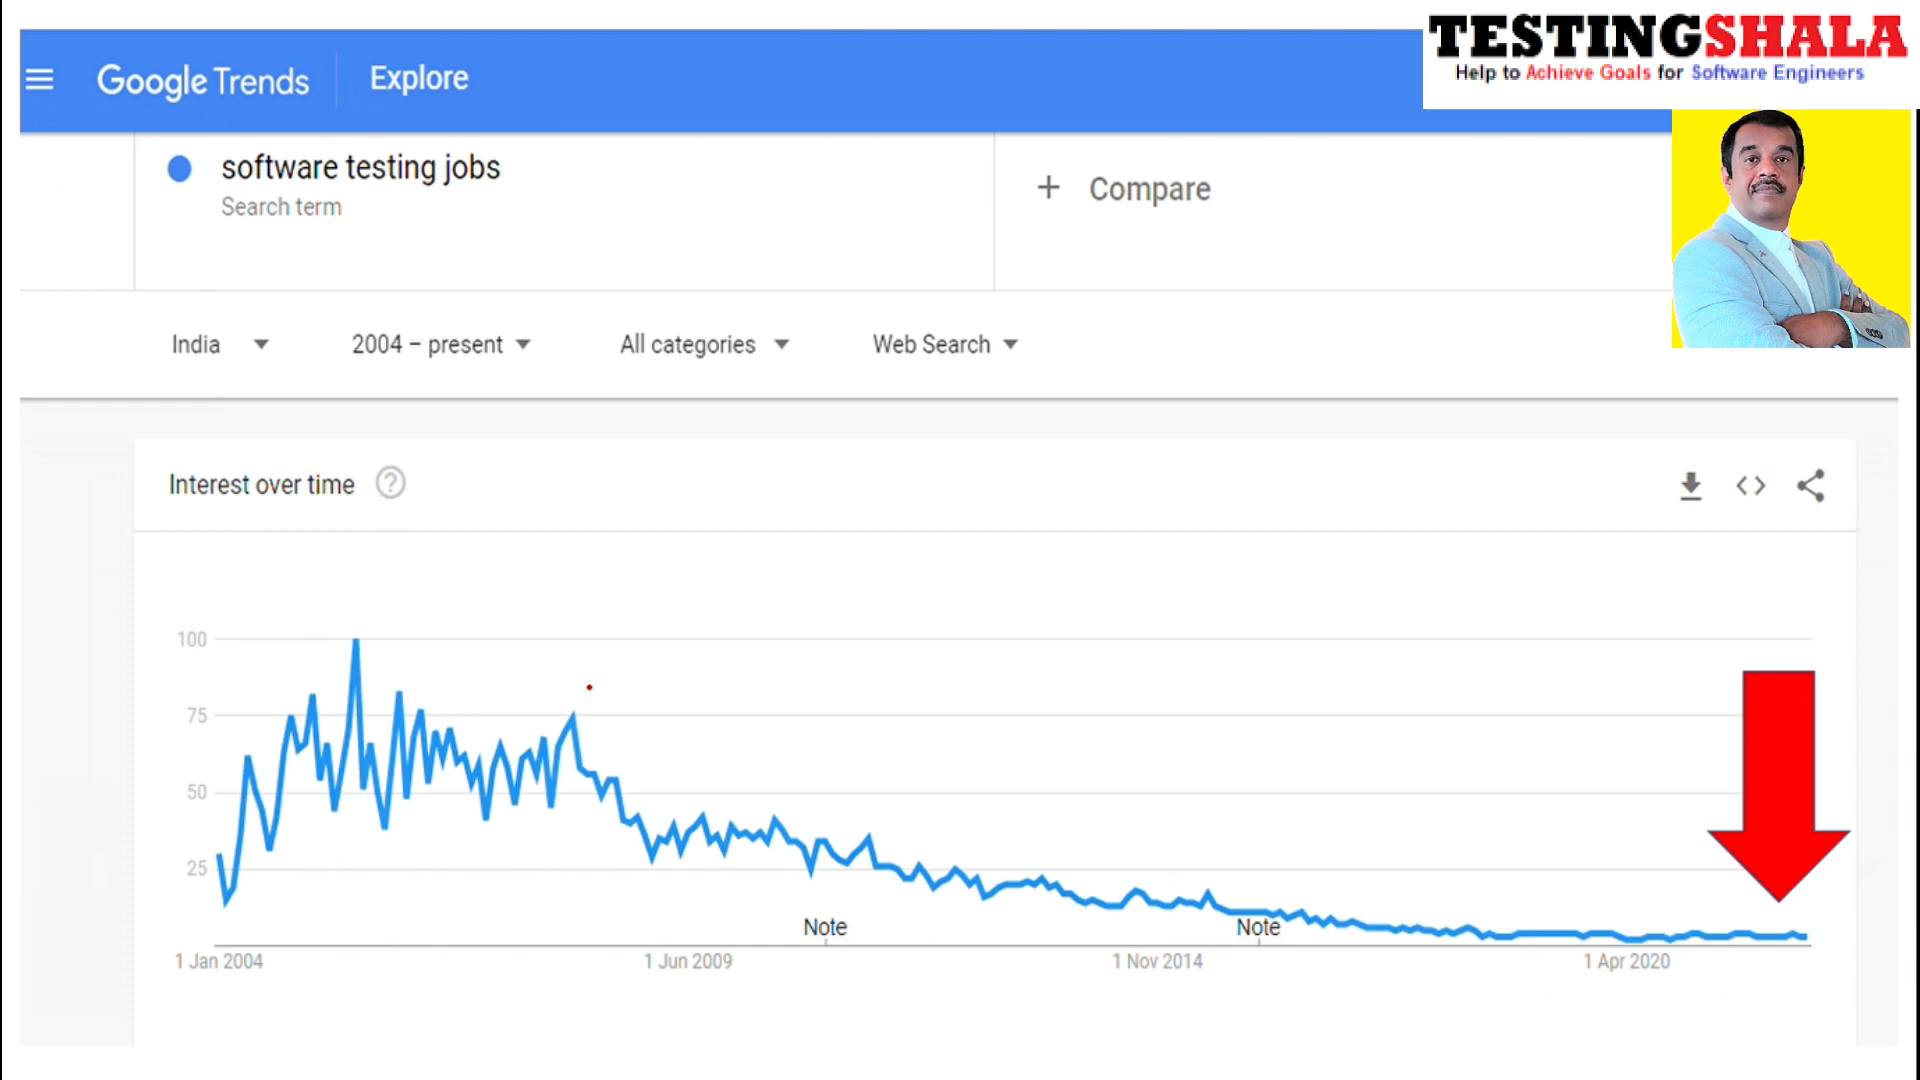 TESTINGSHALA
Help to Achieve Goals for Software Engineers
Google Trends Explore
software testing jobs
Search term
+ Compare
India 2004 – present All categories Web Search
Interest over time ?
100
75
50
25
Note Note
1 Jan 2004 1 Jun 2009 1 Nov 2014 1 Apr 2020